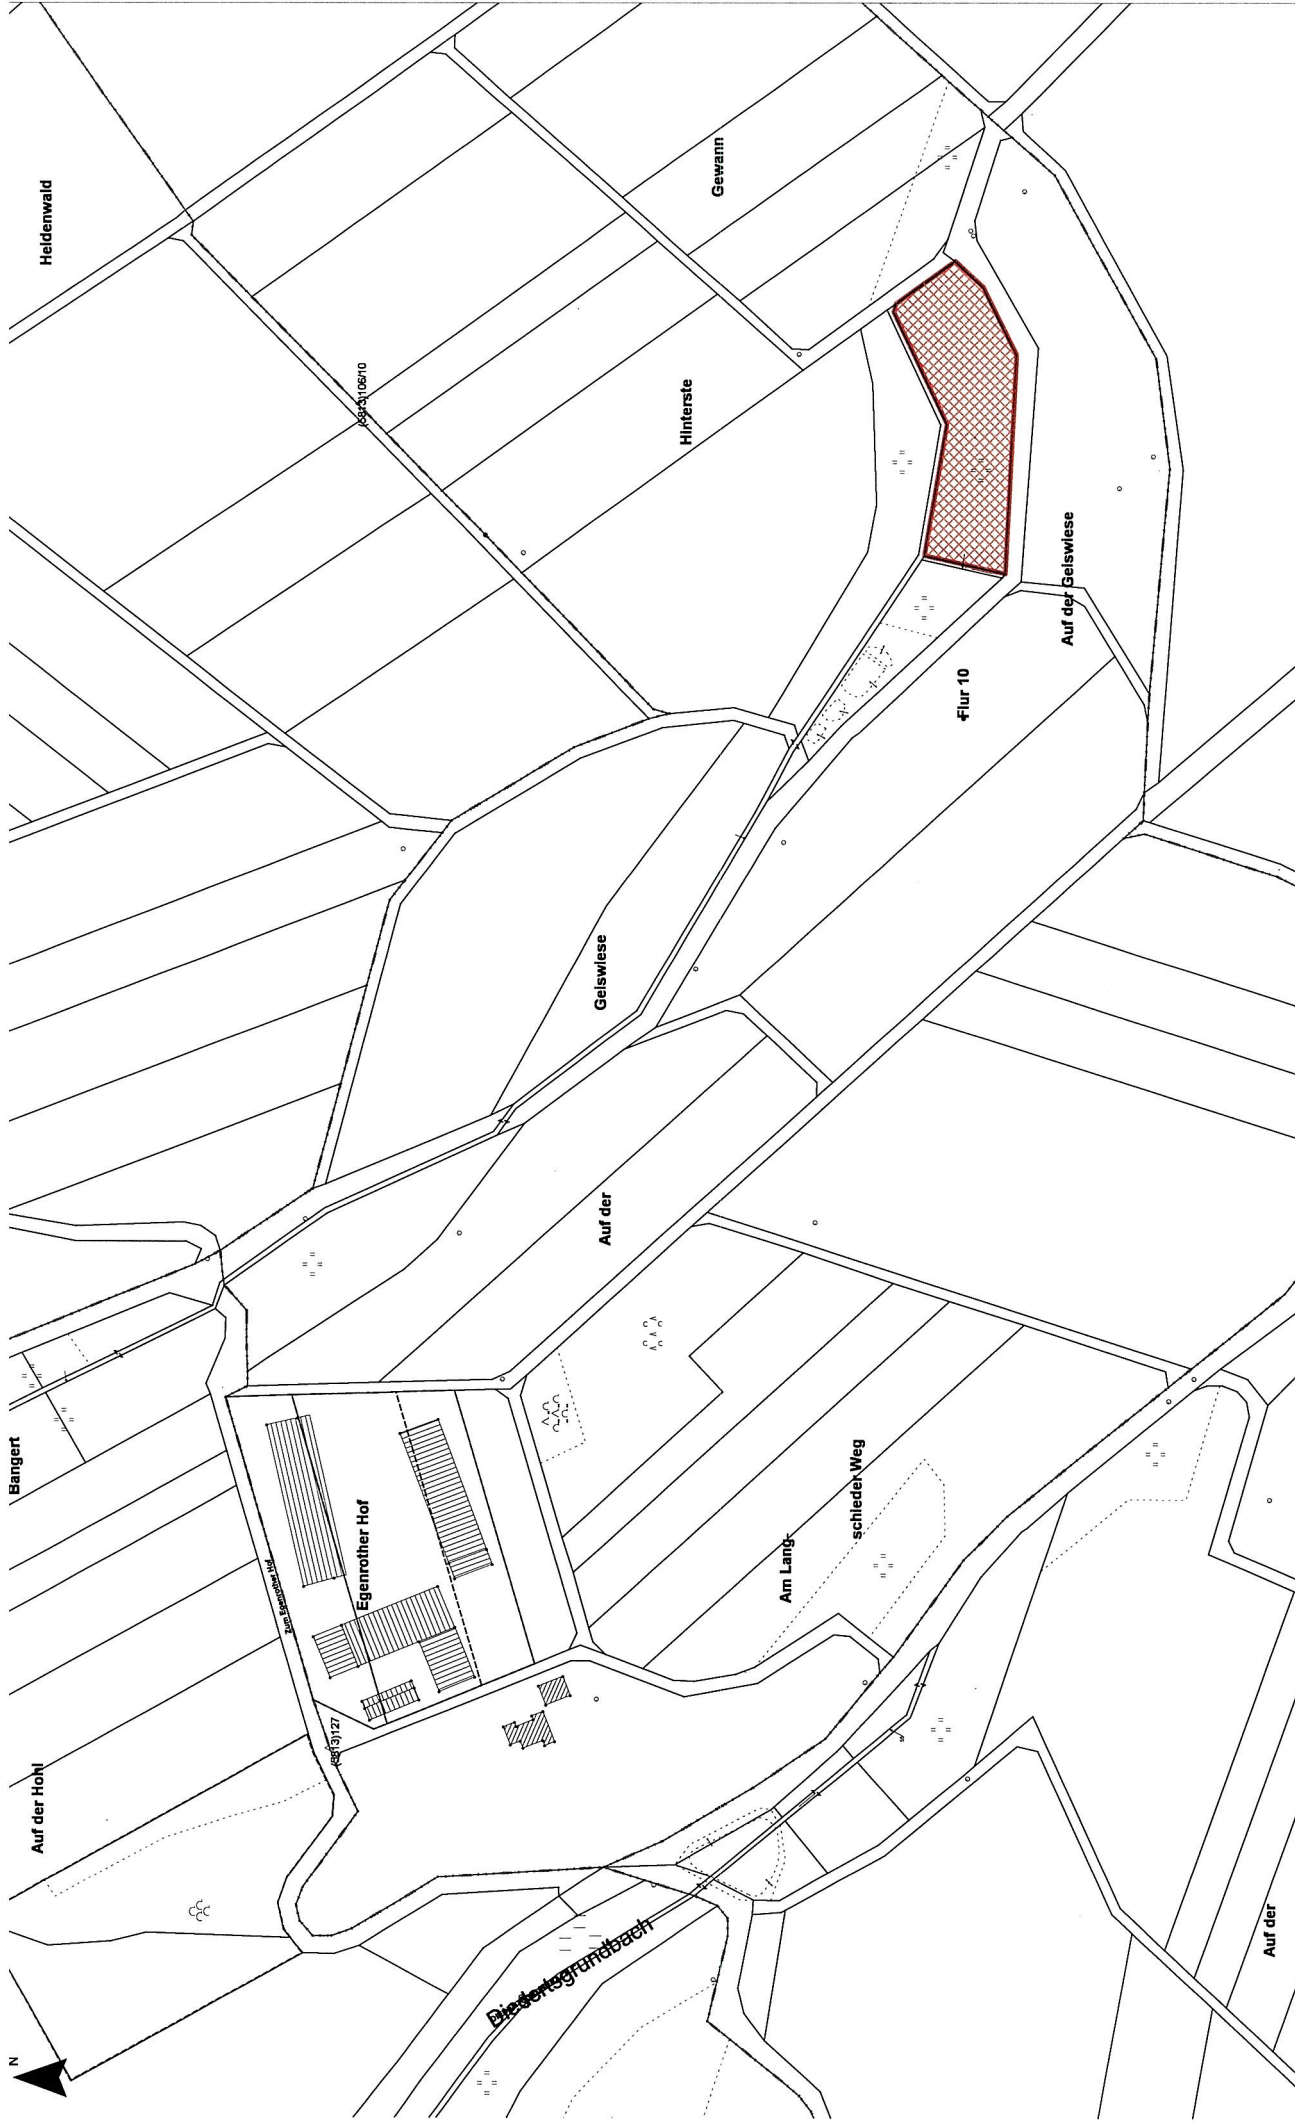 Heidenwald
Gewann
(5813)106/10
Hinterste
Auf der Geiswiese
Flur 10
Geiswiese
Auf der
Bangert
Egenrother Hof
Zum Egenrother Hof
schieder Weg
Am Lang-
Auf der Hohl
(5813)127
Auf der
Diedertsgrundbach
N